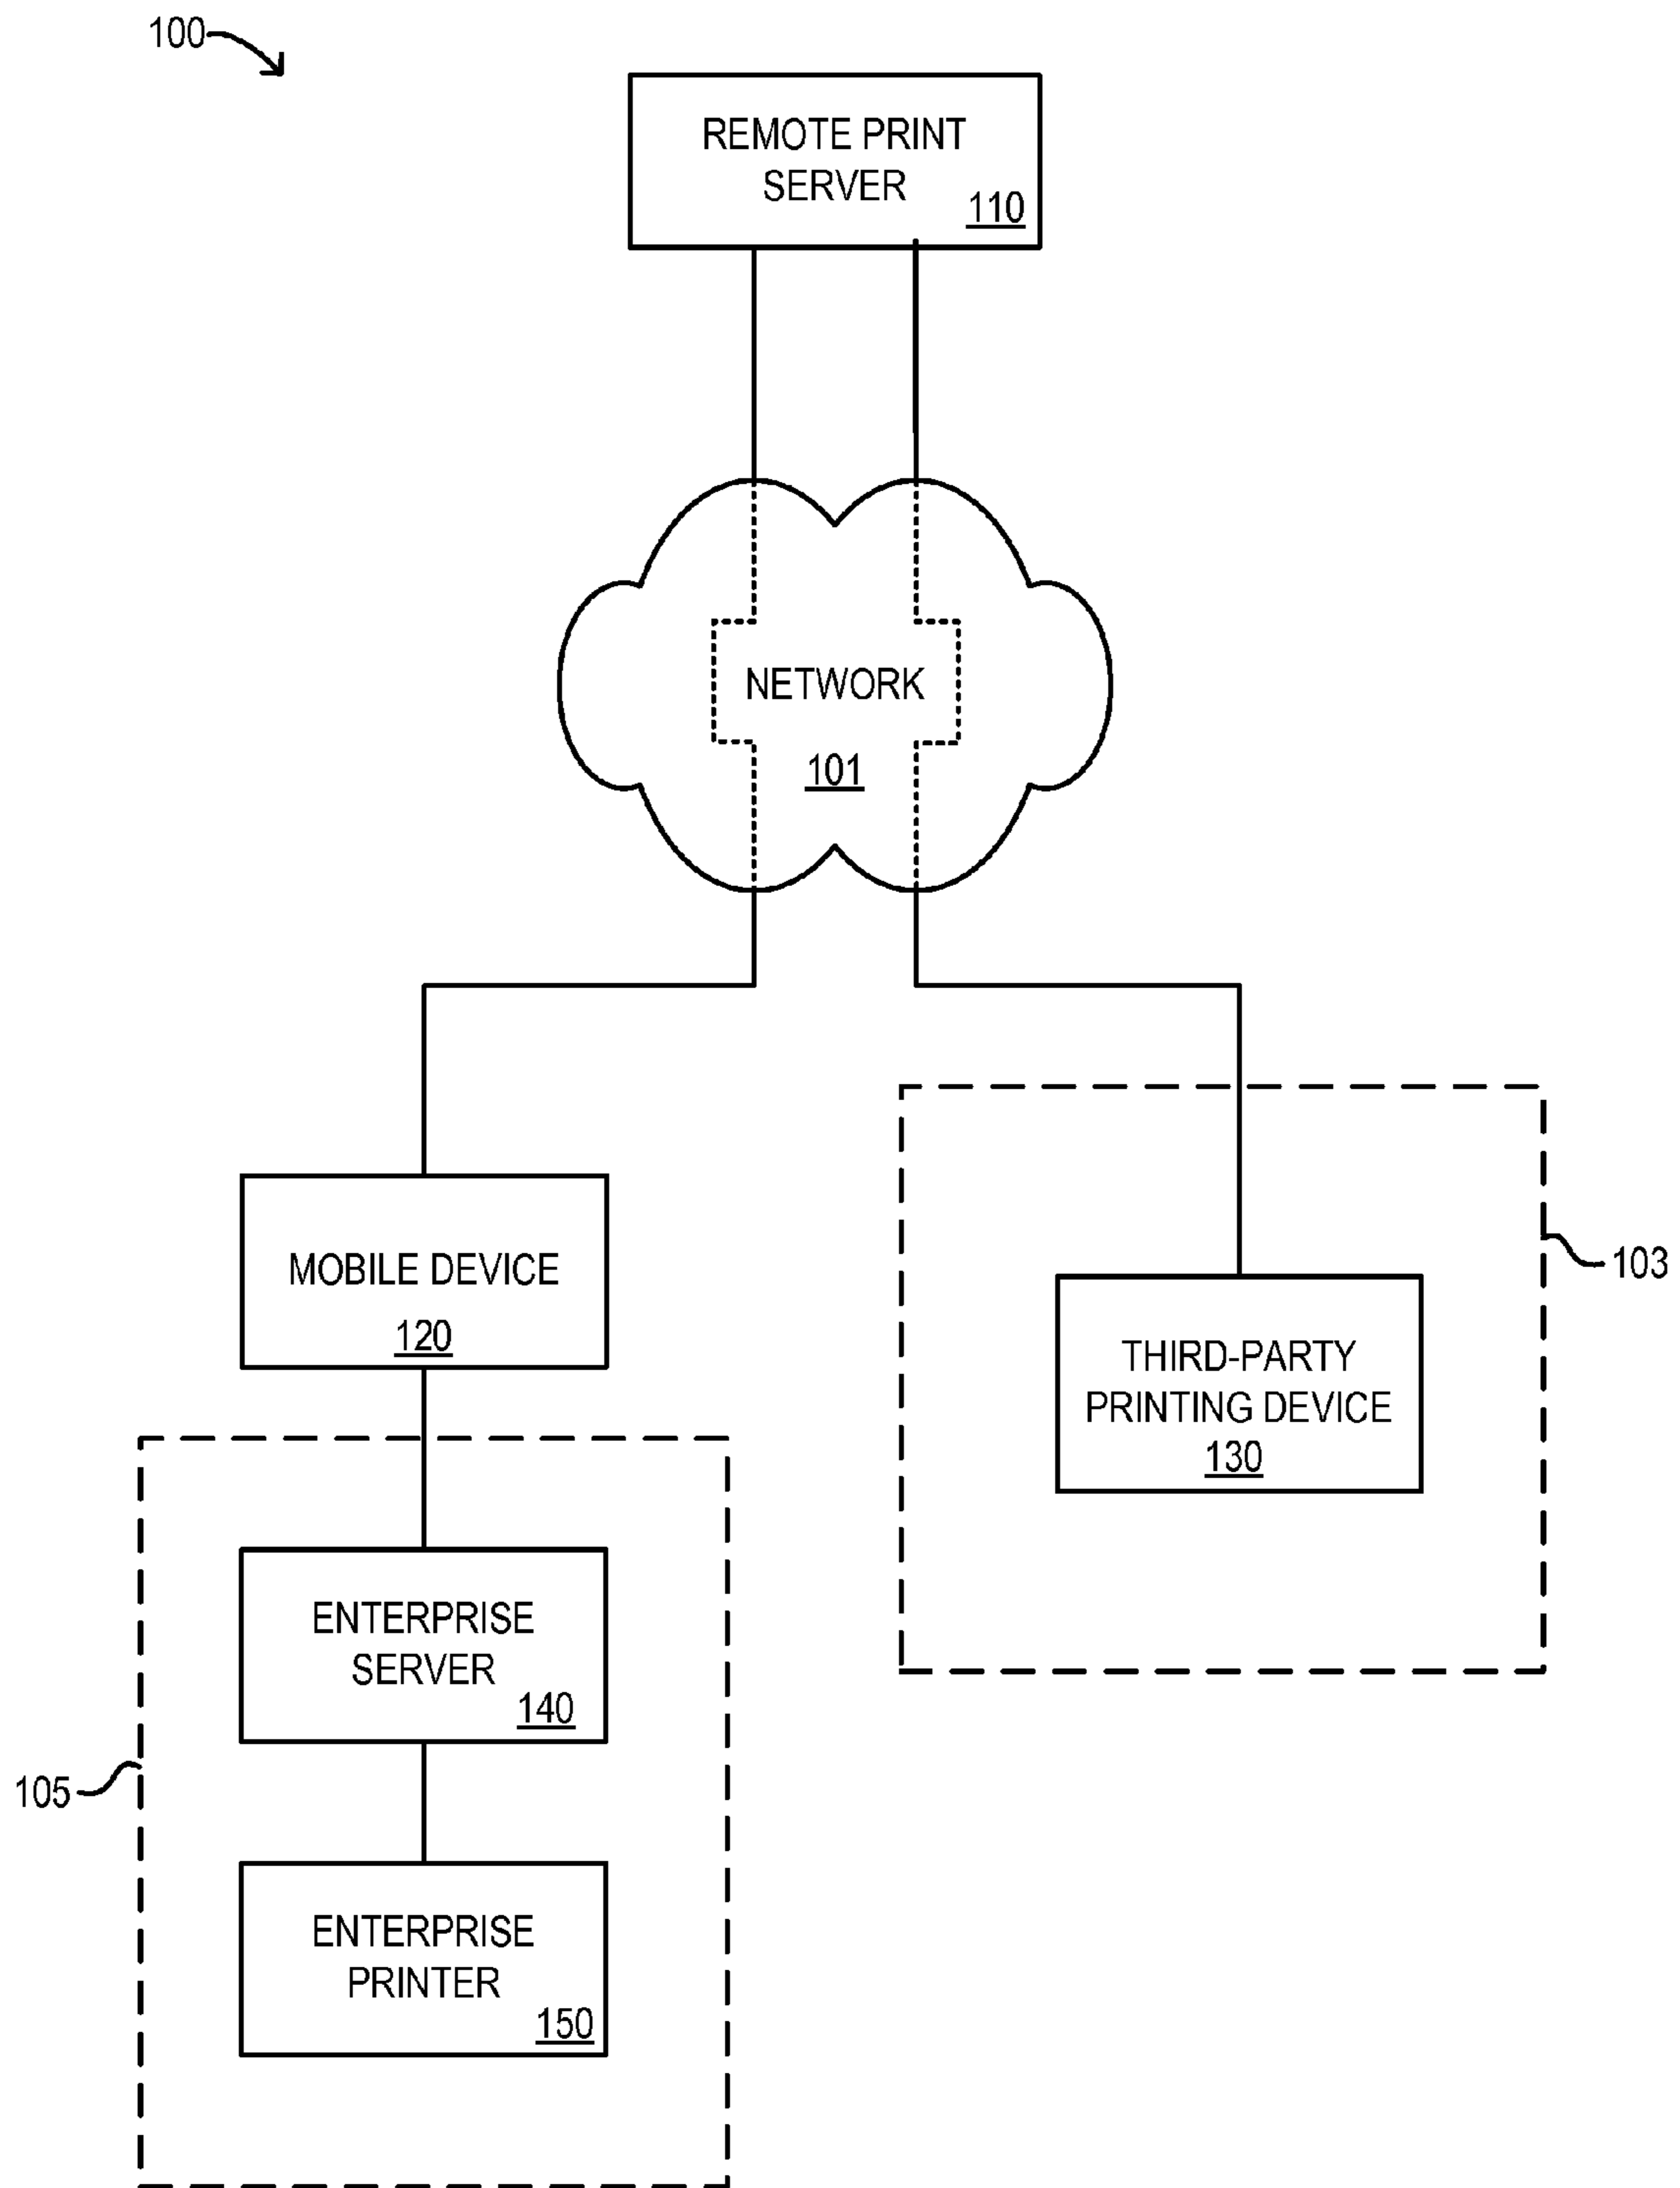 100
REMOTE PRINT
SERVER
110
NETWORK
101
MOBILE DEVICE
120
103
THIRD-PARTY
PRINTING DEVICE
130
ENTERPRISE
SERVER
140
105
ENTERPRISE
PRINTER
150